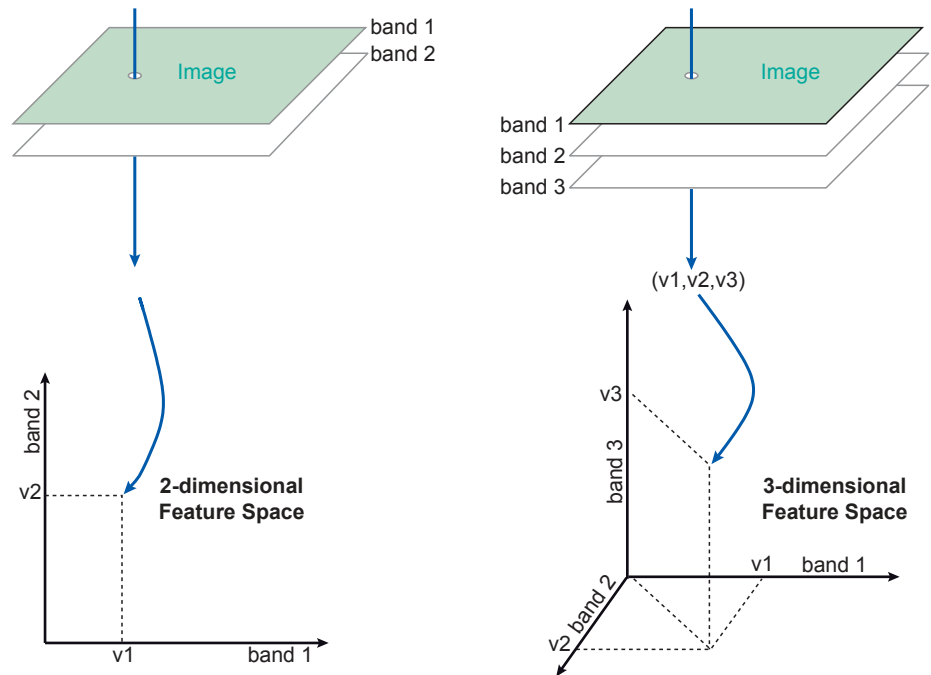 band 1
band 2
Image
band 2
v2
2-dimensional
Feature Space
v1
band 1
Image
band 1
band 2
band 3
(v1,v2,v3)
v3
band 3
3-dimensional
Feature Space
v1
band 1
band 2
v2